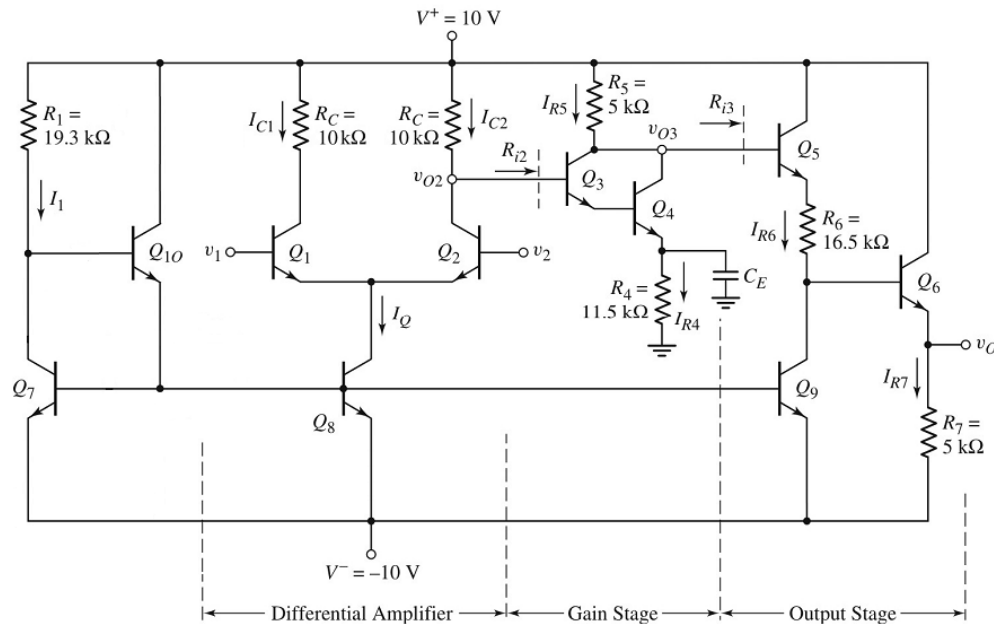 V⁺ = 10 V
R₁ =
19.3 kΩ
I₁
I_C1
R_C =
10 kΩ
R_C =
10 kΩ
I_C2
I_R5
R₅ =
5 kΩ
R_i3
v_O3
R_i2
v_O2
Q₃
Q₄
Q₅
Q₁₀
v₁
Q₁
Q₂
v₂
I_R6
R₆ =
16.5 kΩ
I_Q
R₄ =
11.5 kΩ
I_R4
C_E
Q₆
v_O
Q₇
Q₈
Q₉
I_R7
R₇ =
5 kΩ
V⁻ = –10 V
Differential Amplifier
Gain Stage
Output Stage